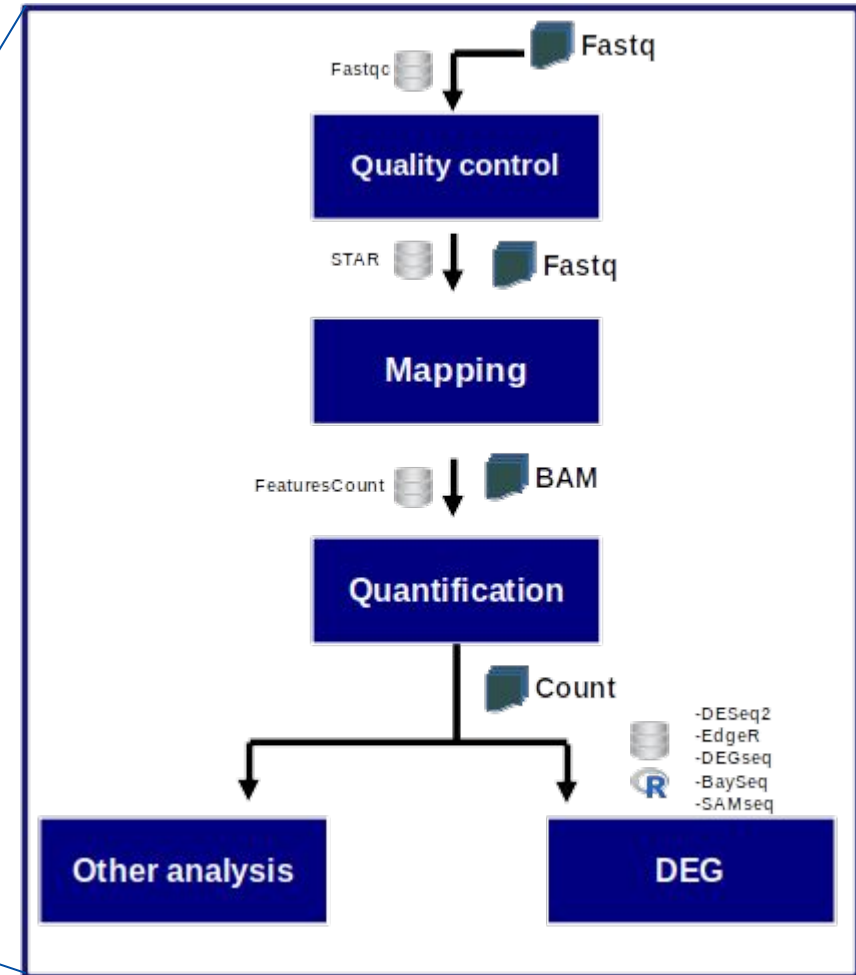 Fastq
Fastqc
Quality control
STAR
Fastq
Mapping
FeaturesCount
BAM
Quantification
Count
-DESeq2
-EdgeR
-DEGseq
-BaySeq
-SAMseq
R
Other analysis
DEG